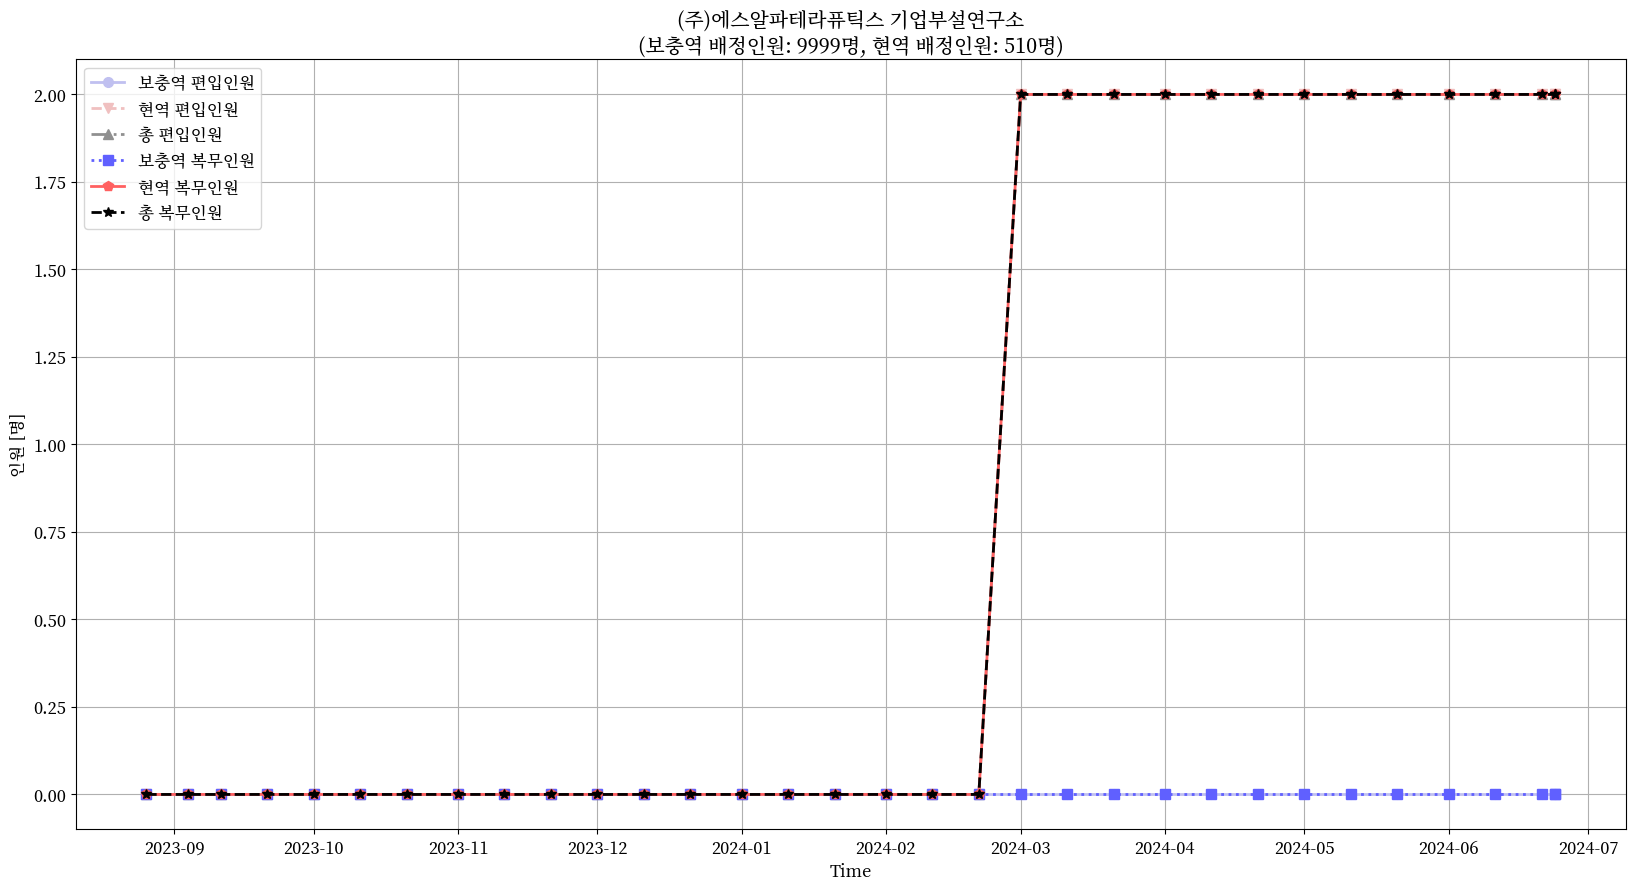 (주)에스알파테라퓨틱스 기업부설연구소
(보충역 배정인원: 9999명, 현역 배정인원: 510명)
보충역 편입인원
현역 편입인원
총 편입인원
보충역 복무인원
현역 복무인원
총 복무인원
2.00
1.75
1.50
1.25
1.00
0.75
0.50
0.25
0.00
인원 [명]
2023-09 2023-10 2023-11 2023-12 2024-01 2024-02 2024-03 2024-04 2024-05 2024-06 2024-07
Time